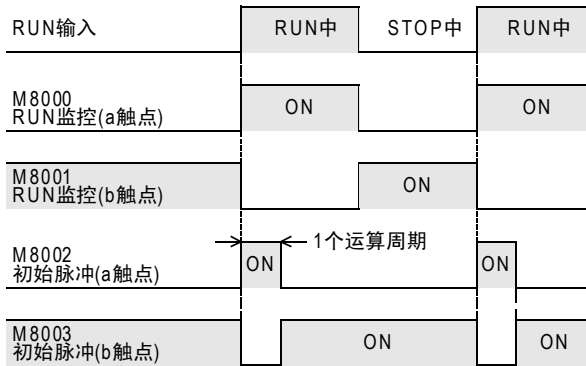 RUN输入
RUN中
STOP中
RUN中
M8000
RUN监控(a触点)
ON
ON
M8001
RUN监控(b触点)
ON
1个运算周期
M8002
初始脉冲(a触点)
ON
ON
M8003
初始脉冲(b触点)
ON
ON